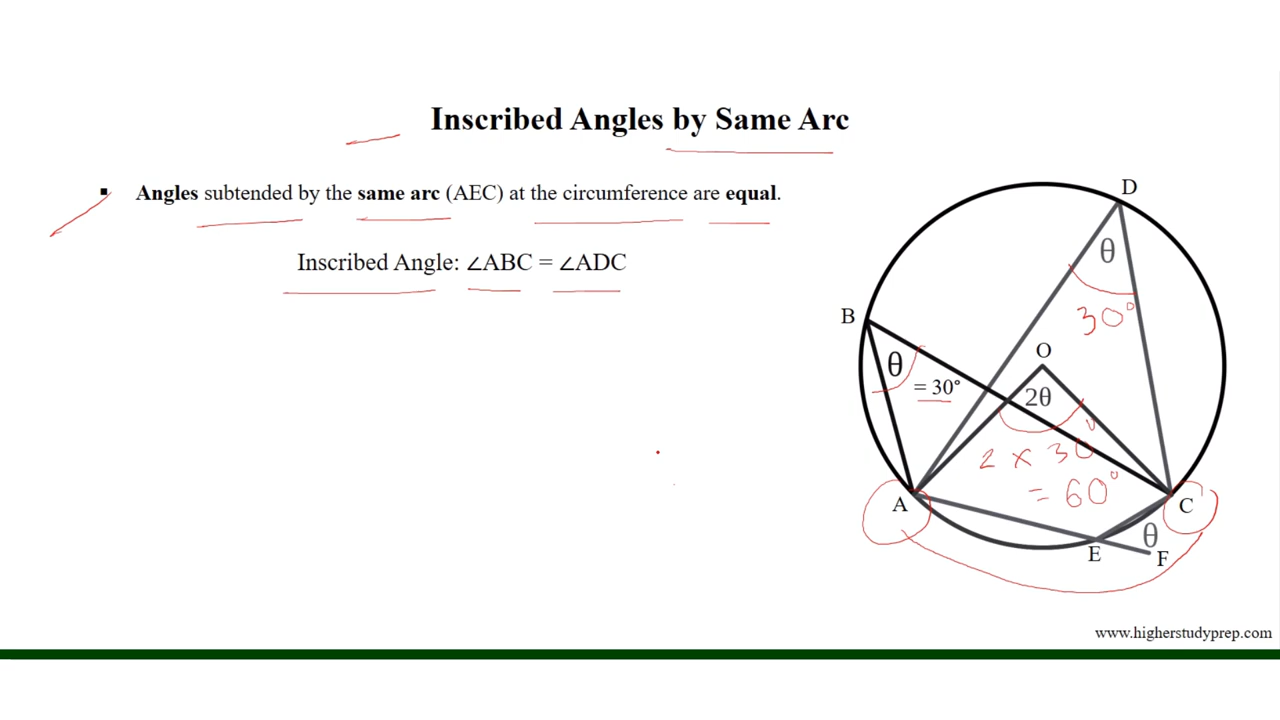 Inscribed Angles by Same Arc
▪ Angles subtended by the same arc (AEC) at the circumference are equal.
Inscribed Angle: ∠ABC = ∠ADC
D
θ
30°
B
θ
= 30°
O
2θ
2 × 30°
= 60°
A
C
θ
E
F
www.higherstudyprep.com